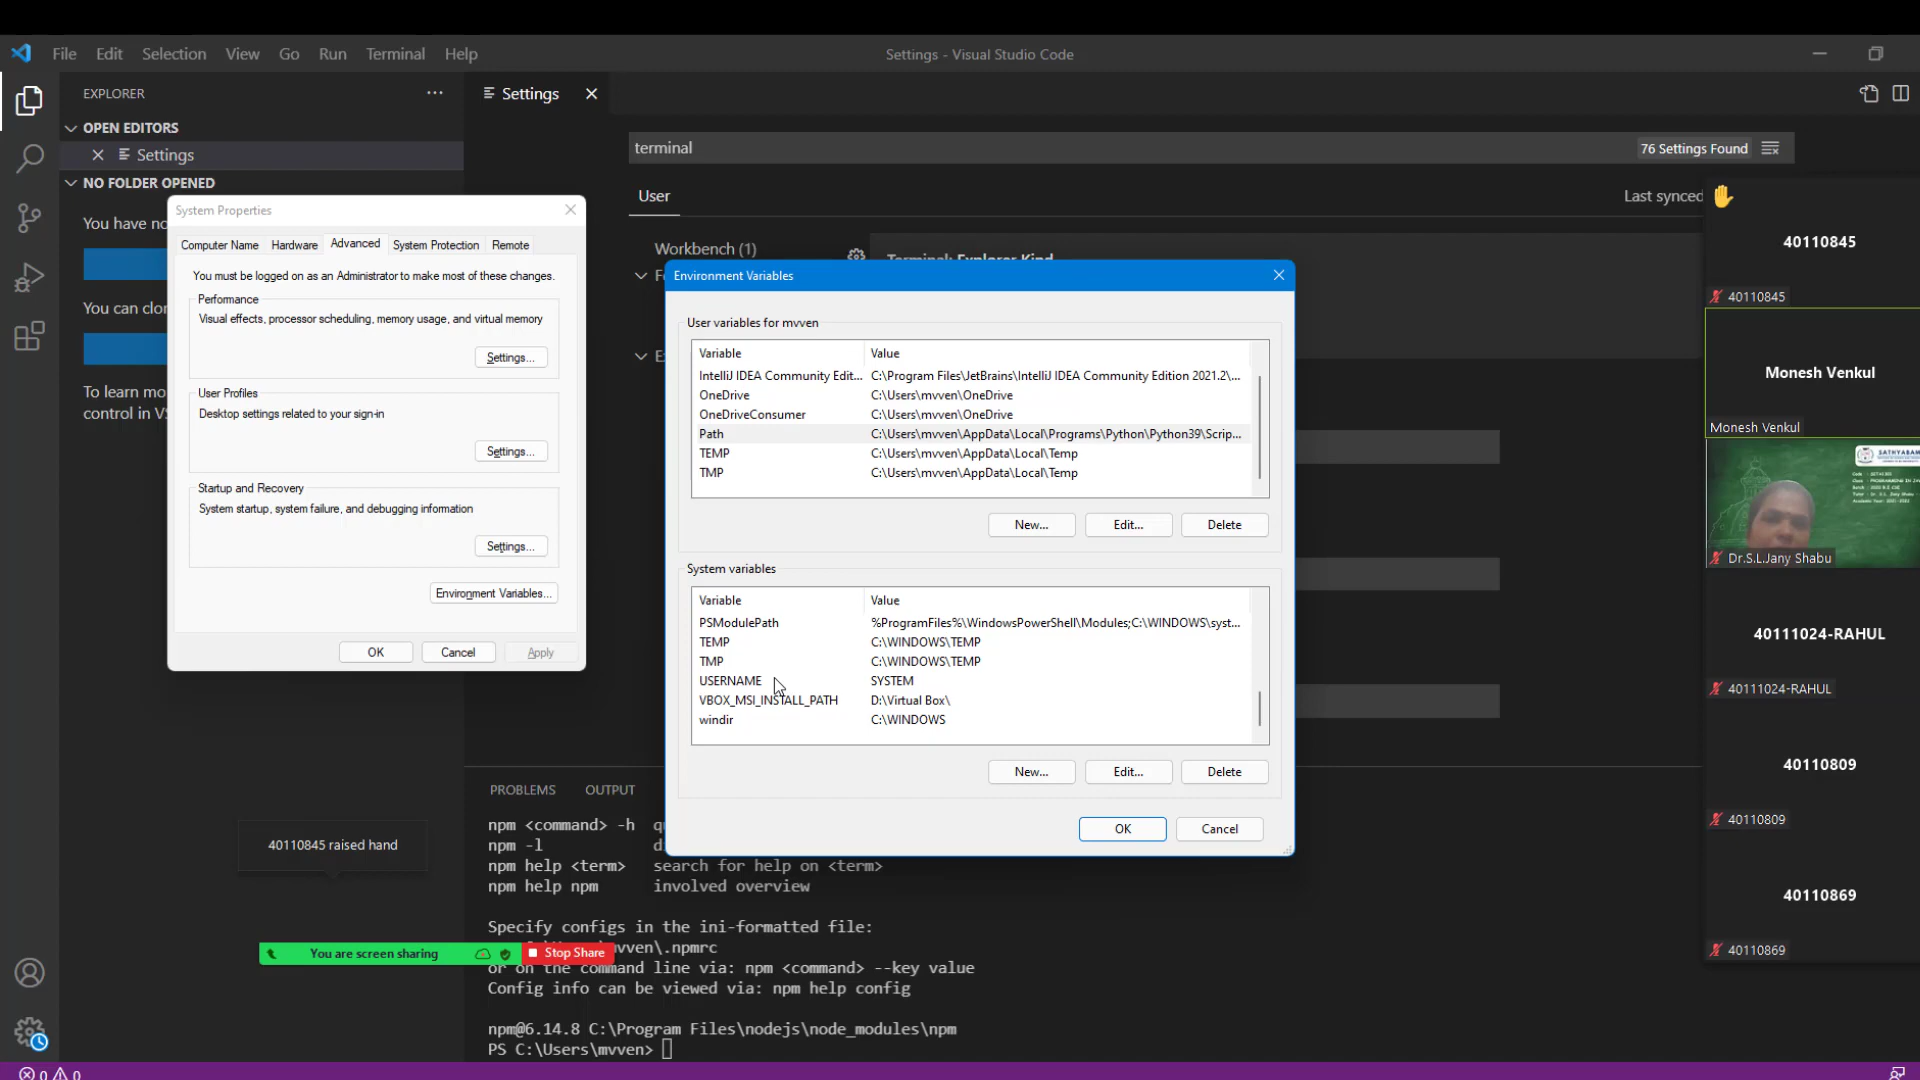 File Edit Selection View Go Run Terminal Help
Settings - Visual Studio Code
EXPLORER
OPEN EDITORS
Settings
NO FOLDER OPENED
You have no
You can clon
To learn mo
control in VS
Settings
terminal
76 Settings Found
User
Last synced
Workbench (1)
Terminal: Explorer Kind
System Properties
Computer Name Hardware Advanced System Protection Remote
You must be logged on as an Administrator to make most of these changes.
Performance
Visual effects, processor scheduling, memory usage, and virtual memory
Settings...
User Profiles
Desktop settings related to your sign-in
Settings...
Startup and Recovery
System startup, system failure, and debugging information
Settings...
Environment Variables...
OK Cancel Apply
Environment Variables
User variables for mvven
Variable Value
IntelliJ IDEA Community Edit... C:\Program Files\JetBrains\IntelliJ IDEA Community Edition 2021.2\...
OneDrive C:\Users\mvven\OneDrive
OneDriveConsumer C:\Users\mvven\OneDrive
Path C:\Users\mvven\AppData\Local\Programs\Python\Python39\Scrip...
TEMP C:\Users\mvven\AppData\Local\Temp
TMP C:\Users\mvven\AppData\Local\Temp
New... Edit... Delete
System variables
Variable Value
PSModulePath %ProgramFiles%\WindowsPowerShell\Modules;C:\WINDOWS\syst...
TEMP C:\WINDOWS\TEMP
TMP C:\WINDOWS\TEMP
USERNAME SYSTEM
VBOX_MSI_INSTALL_PATH D:\Virtual Box\
windir C:\WINDOWS
New... Edit... Delete
OK Cancel
PROBLEMS OUTPUT
npm <command> -h
npm -l
npm help <term> search for help on <term>
npm help npm involved overview
Specify configs in the ini-formatted file:
\.npmrc
or on the command line via: npm <command> --key value
Config info can be viewed via: npm help config
npm@6.14.8 C:\Program Files\nodejs\node_modules\npm
PS C:\Users\mvven>
40110845 raised hand
You are screen sharing
Stop Share
40110845
40110845
Monesh Venkul
Monesh Venkul
SATHYABAM
Dr.S.L.Jany Shabu
40111024-RAHUL
40111024-RAHUL
40110809
40110809
40110869
40110869
0 0